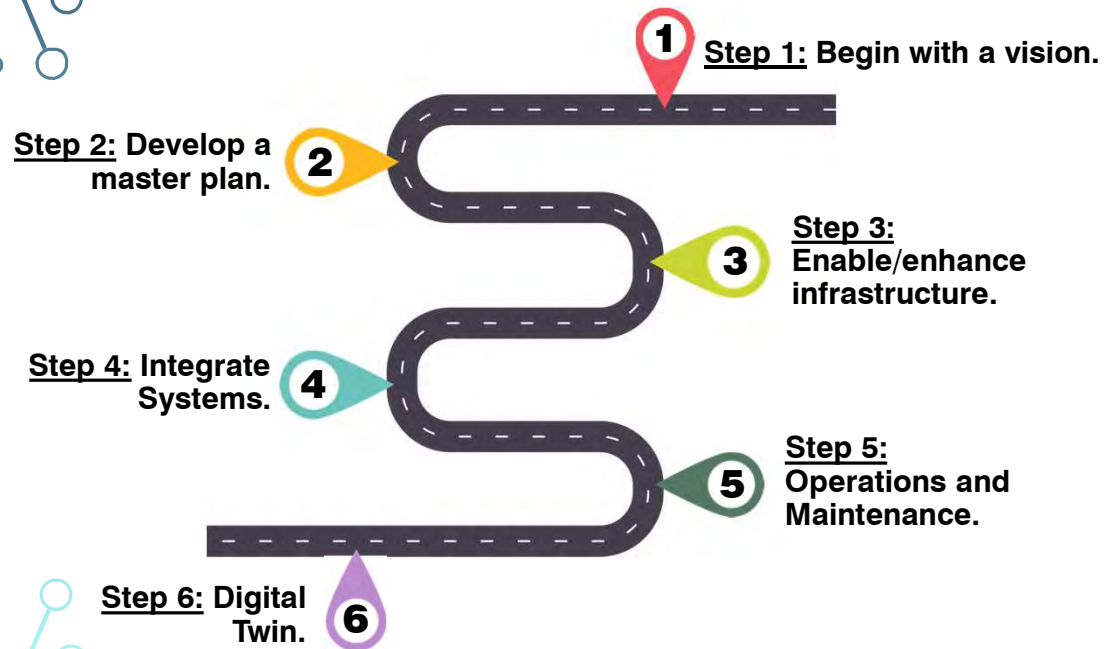 1
Step 1: Begin with a vision.
Step 2: Develop a
master plan.
2
3
Step 3:
Enable/enhance
infrastructure.
Step 4: Integrate
Systems.
4
5
Step 5:
Operations and
Maintenance.
Step 6: Digital
Twin.
6